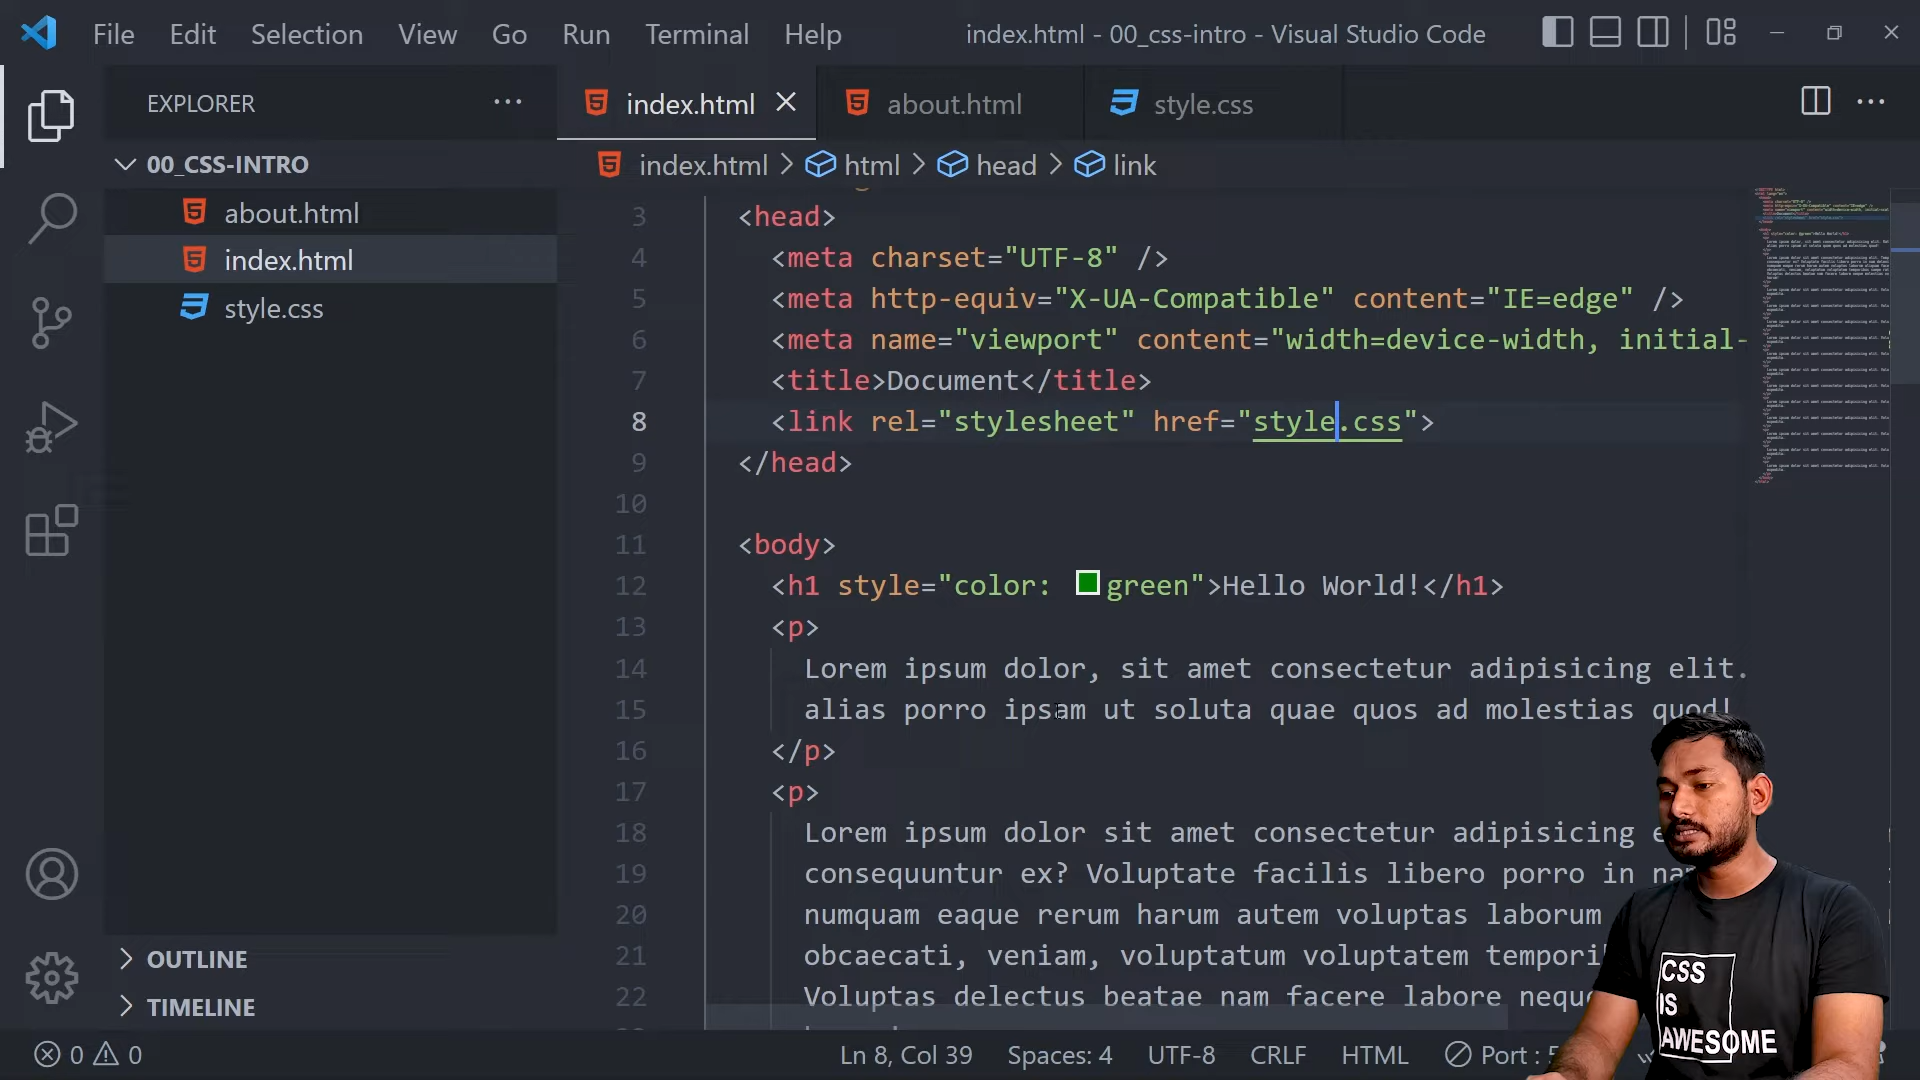 File Edit Selection View Go Run Terminal Help index.html - 00_css-intro - Visual Studio Code
EXPLORER
index.html about.html style.css
00_CSS-INTRO
index.html > html > head > link
about.html
index.html
style.css
3 <head>
4 <meta charset="UTF-8" />
5 <meta http-equiv="X-UA-Compatible" content="IE=edge" />
6 <meta name="viewport" content="width=device-width, initial-
7 <title>Document</title>
8 <link rel="stylesheet" href="style.css">
9 </head>
10
11 <body>
12 <h1 style="color: green">Hello World!</h1>
13 <p>
14 Lorem ipsum dolor, sit amet consectetur adipisicing elit.
15 alias porro ipsam ut soluta quae quos ad molestias quod!
16 </p>
17 <p>
18 Lorem ipsum dolor sit amet consectetur adipisicing
19 consequuntur ex? Voluptate facilis libero porro in
20 numquam eaque rerum harum autem voluptas laborum
21 obcaecati, veniam, voluptatum voluptatem
22 Voluptas delectus beatae nam facere labore
OUTLINE
TIMELINE
CSS
IS
AWESOME
0 0 Ln 8, Col 39 Spaces: 4 UTF-8 CRLF HTML Port :